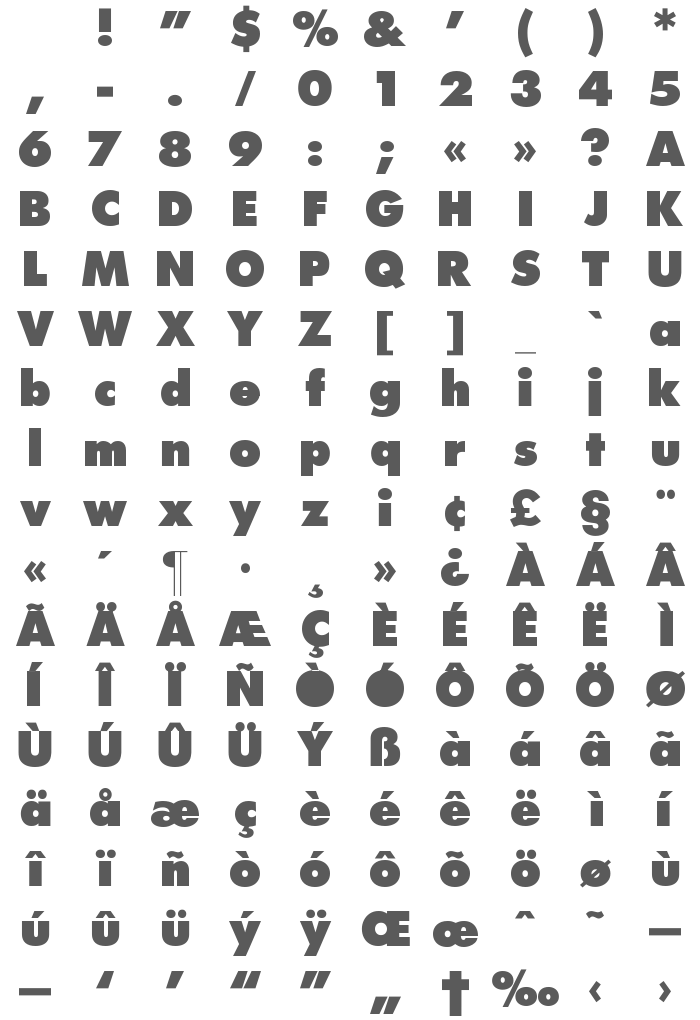 ! " $ % & ' ( ) *
, - . / 0 1 2 3 4 5
6 7 8 9 : ; « » ? A
B C D E F G H I J K
L M N O P Q R S T U
V W X Y Z [ ] _ ` a
b c d e f g h i j k
l m n o p q r s t u
v w x y z i ¢ £ § ¨
« ´ ¶ · ¸ » ¿ À Á Â
Ã Ä Å Æ Ç È É Ê Ë Ì
Í Î Ï Ñ Ò Ó Ô Õ Ö Ø
Ù Ú Û Ü Ý ß à á â ã
ä å æ ç è é ê ë ì í
î ï ñ ò ó ô õ ö ø ù
ú û ü ý ÿ Œ œ ˆ ˜ –
— ‘ ’ “ ” „ † ‰ ‹ ›